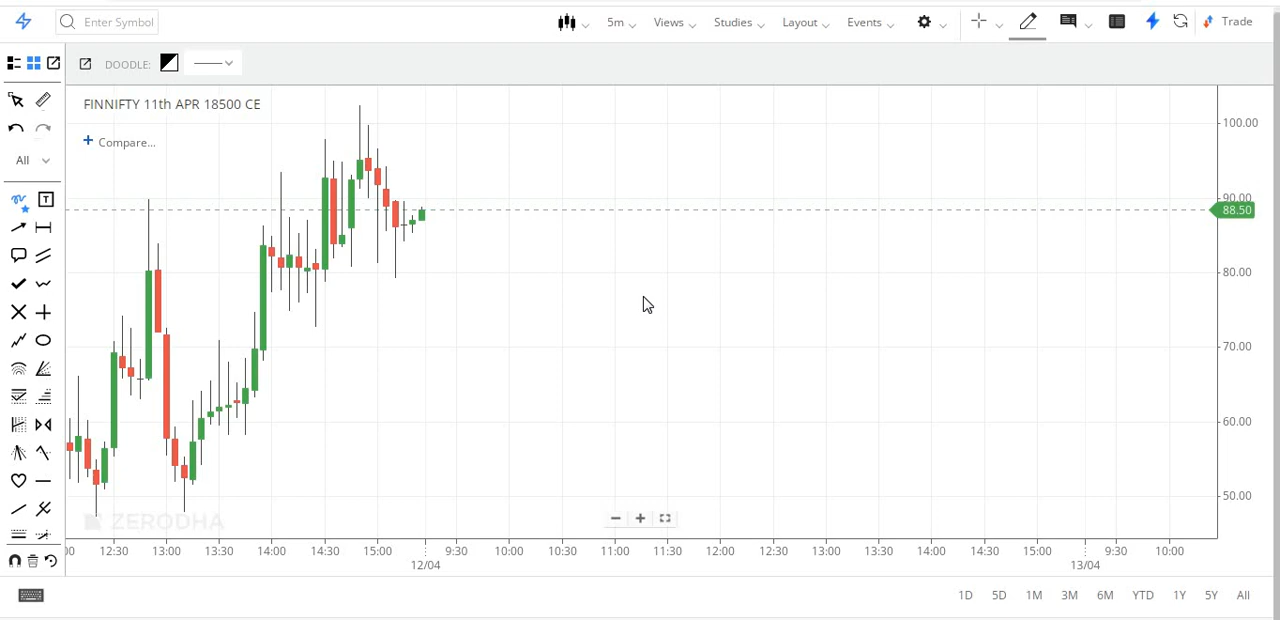 Enter Symbol
5m
Views
Studies
Layout
Events
Trade
DOODLE:
FINNIFTY 11th APR 18500 CE
Compare...
All
T
100.00
90.00
88.50
80.00
70.00
60.00
50.00
ZERODHA
12:30 13:00 13:30 14:00 14:30 15:00 9:30 10:00 10:30 11:00 11:30 12:00 12:30 13:00 13:30 14:00 14:30 15:00 9:30 10:00
12/04 13/04
1D 5D 1M 3M 6M YTD 1Y 5Y All